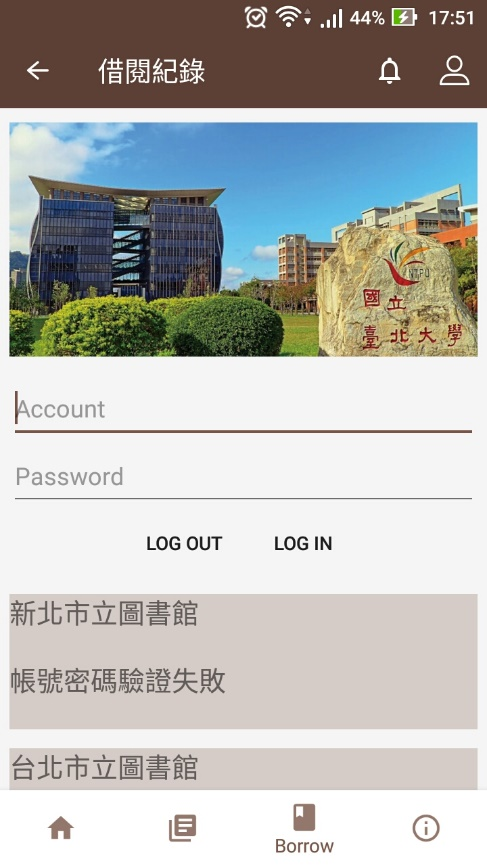 44% 17:51
借閱紀錄
NTPU
國立
臺北大學
Account
Password
LOG OUT LOG IN
新北市立圖書館
帳號密碼驗證失敗
台北市立圖書館
Borrow